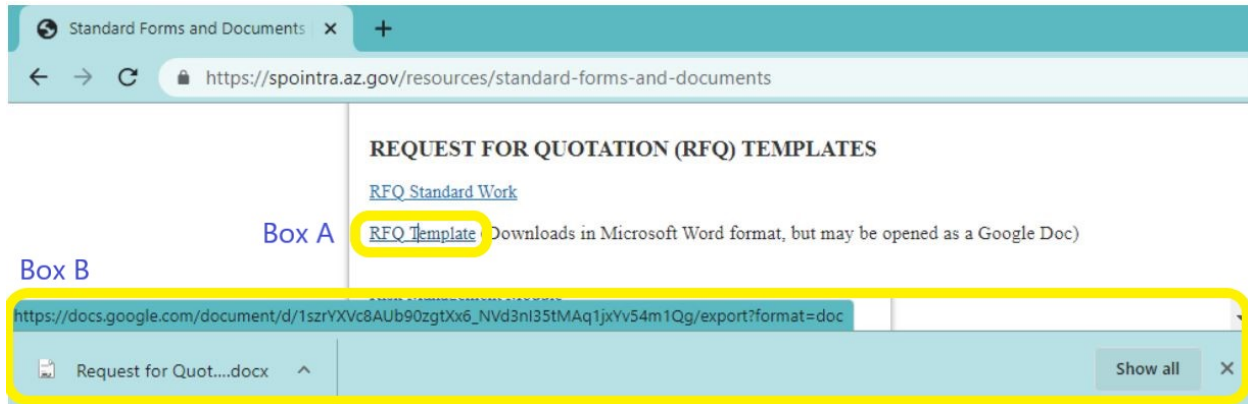 Standard Forms and Documents
https://spointra.az.gov/resources/standard-forms-and-documents
REQUEST FOR QUOTATION (RFQ) TEMPLATES
RFQ Standard Work
Box A
RFQ Template (Downloads in Microsoft Word format, but may be opened as a Google Doc)
Box B
https://docs.google.com/document/d/1szrYXVc8AUb90zgtXx6_NVd3nI35tMAq1jxYv54m1Qg/export?format=doc
Request for Quot....docx
Show all